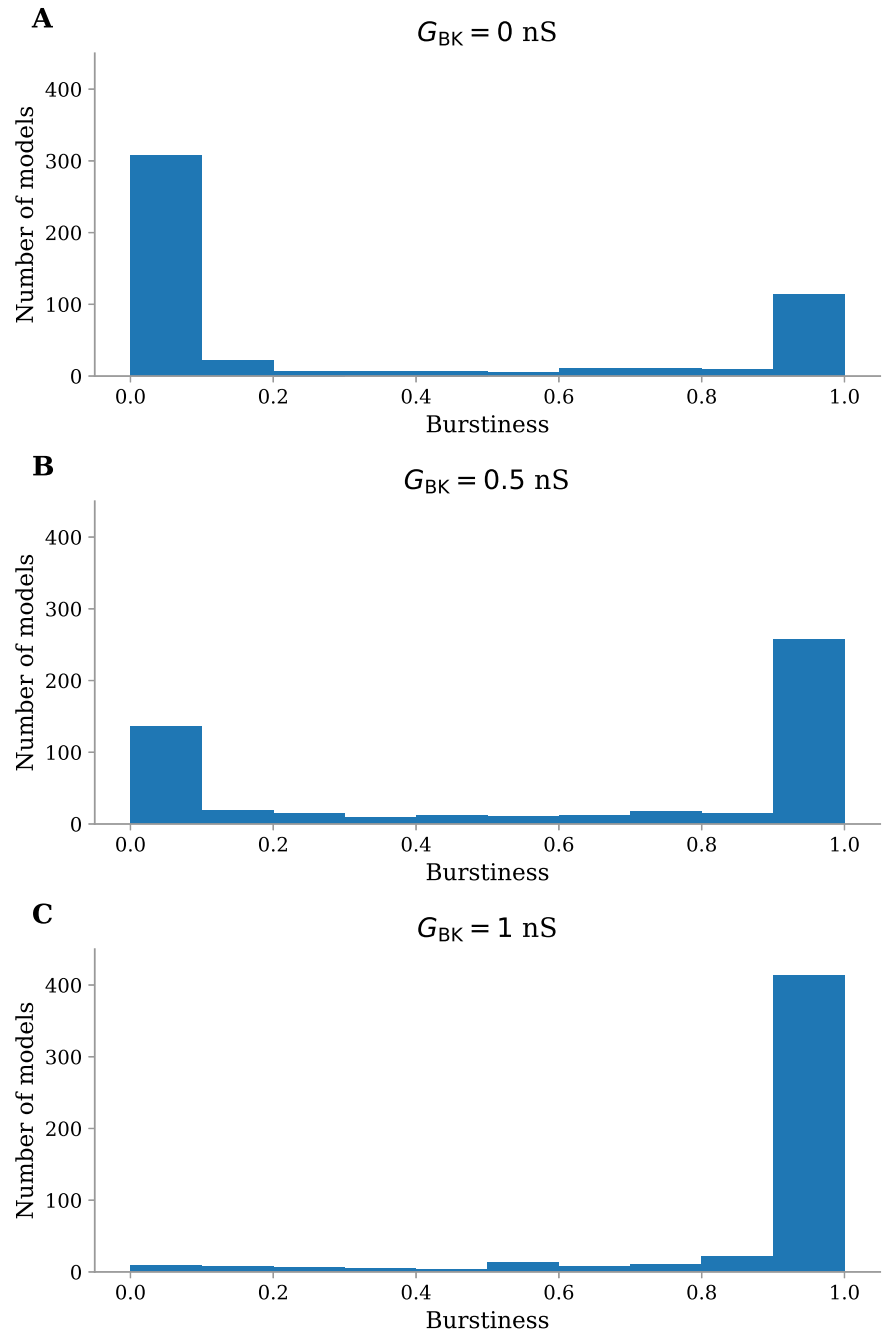 A
G_BK = 0 nS
400
300
200
100
0
Number of models
0.0 0.2 0.4 0.6 0.8 1.0
Burstiness
B
G_BK = 0.5 nS
400
300
200
100
0
Number of models
0.0 0.2 0.4 0.6 0.8 1.0
Burstiness
C
G_BK = 1 nS
400
300
200
100
0
Number of models
0.0 0.2 0.4 0.6 0.8 1.0
Burstiness